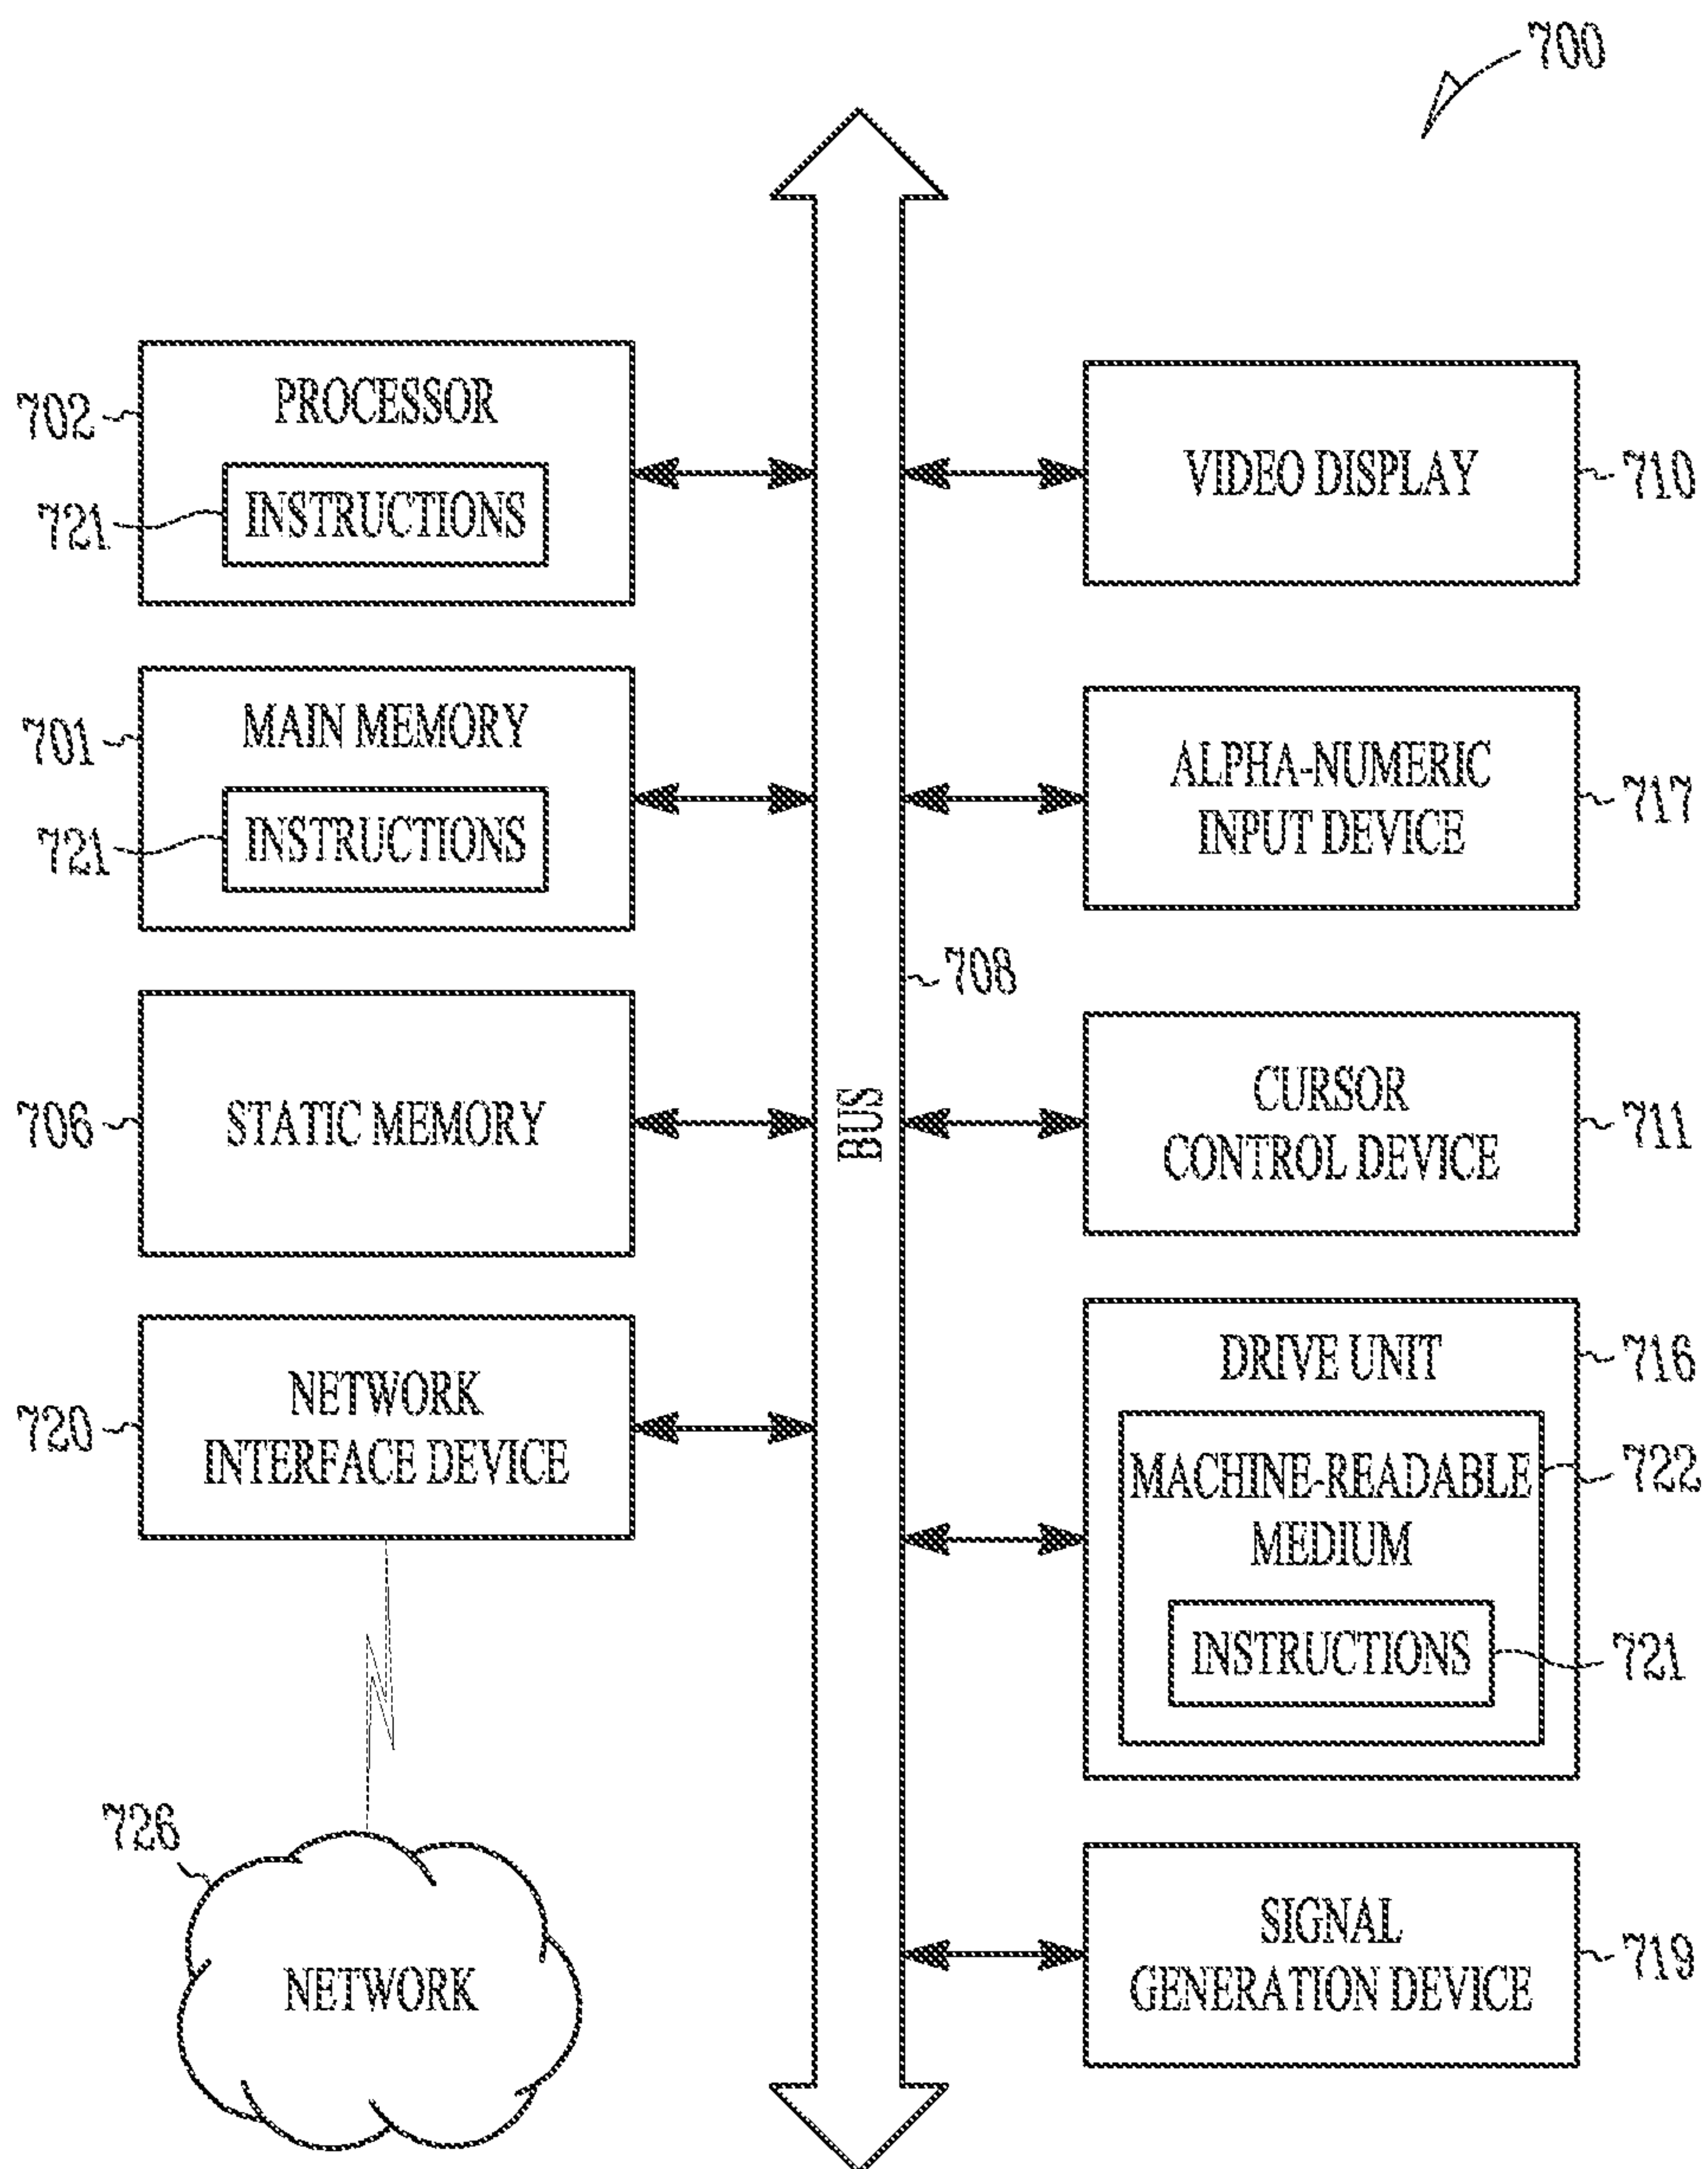 700
702
PROCESSOR
721
INSTRUCTIONS
701
MAIN MEMORY
721
INSTRUCTIONS
706
STATIC MEMORY
720
NETWORK
INTERFACE DEVICE
726
NETWORK
BUS
708
VIDEO DISPLAY
710
ALPHA-NUMERIC
INPUT DEVICE
717
CURSOR
CONTROL DEVICE
711
DRIVE UNIT
716
MACHINE-READABLE
MEDIUM
722
INSTRUCTIONS
721
SIGNAL
GENERATION DEVICE
719